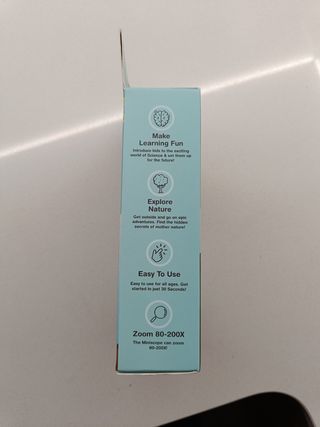 Make
Learning Fun
Introduce kids to the exciting
world of Science & set them up
for the future!
Explore
Nature
Get outside and go on epic
adventures. Find the hidden
secrets of mother nature!
Easy To Use
Easy to use for all ages. Get
started in just 30 Seconds!
Zoom 80-200X
The Miniscope can zoom
80-200X!